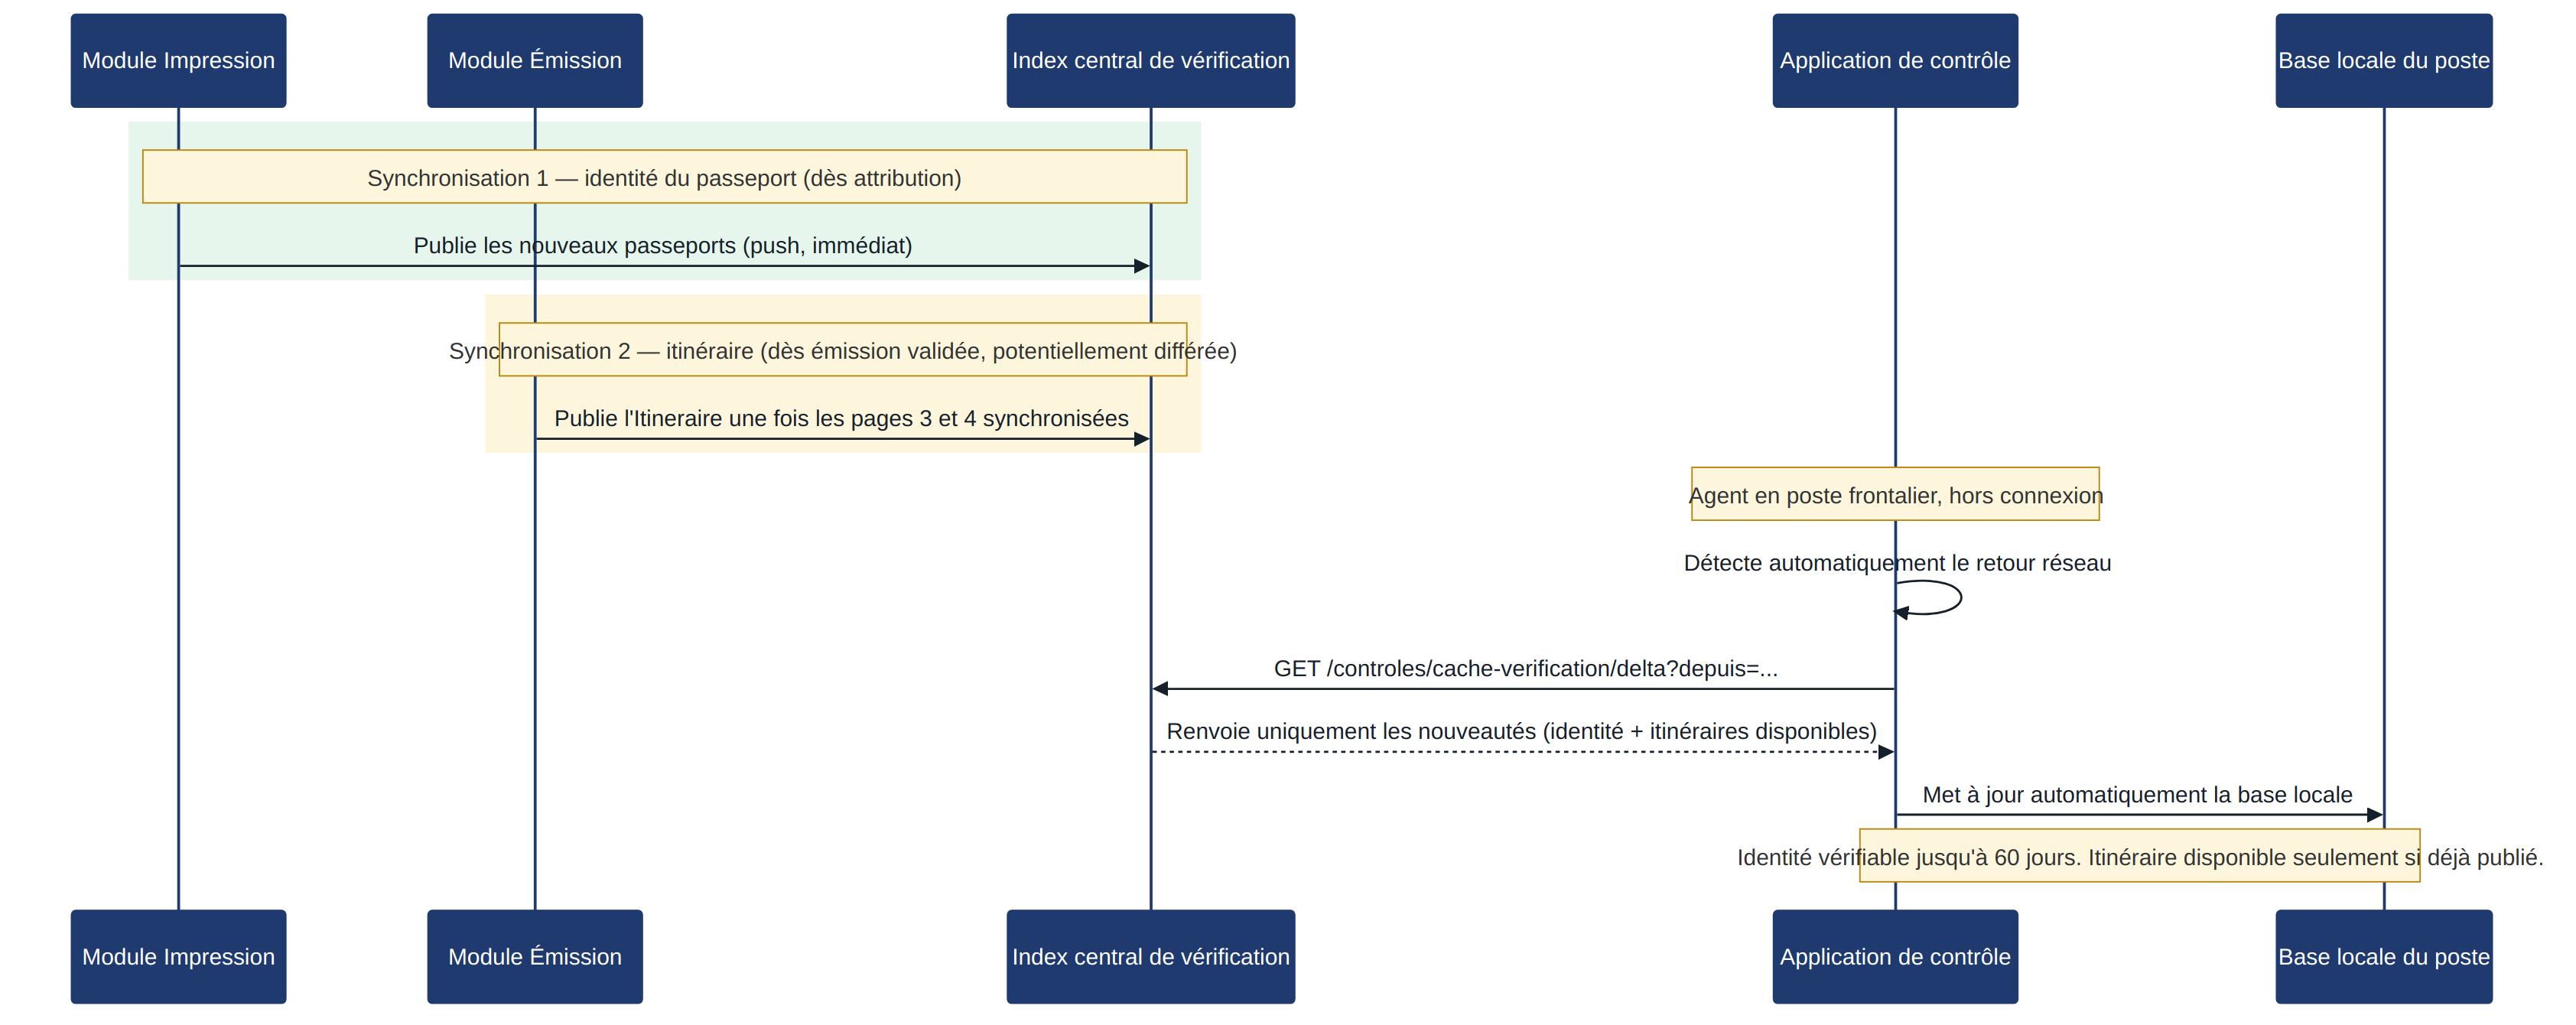 Module Impression
Module Émission
Index central de vérification
Application de contrôle
Base locale du poste
Synchronisation 1 — identité du passeport (dès attribution)
Publie les nouveaux passeports (push, immédiat)
Synchronisation 2 — itinéraire (dès émission validée, potentiellement différée)
Publie l'Itineraire une fois les pages 3 et 4 synchronisées
Agent en poste frontalier, hors connexion
Détecte automatiquement le retour réseau
GET /controles/cache-verification/delta?depuis=...
Renvoie uniquement les nouveautés (identité + itinéraires disponibles)
Met à jour automatiquement la base locale
Identité vérifiable jusqu'à 60 jours. Itinéraire disponible seulement si déjà publié.
Module Impression
Module Émission
Index central de vérification
Application de contrôle
Base locale du poste